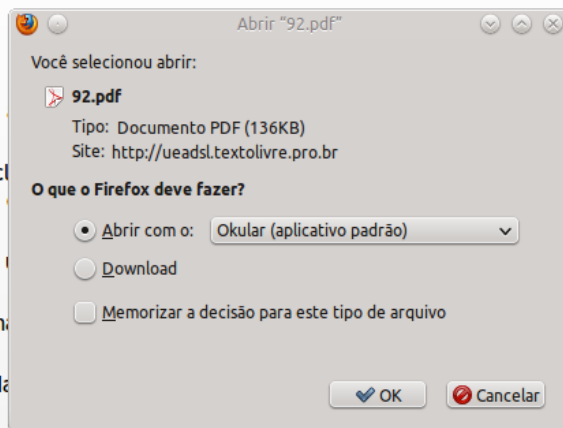 Abrir "92.pdf"
Você selecionou abrir:
92.pdf
Tipo: Documento PDF (136KB)
Site: http://ueadsl.textolivre.pro.br
O que o Firefox deve fazer?
Abrir com o: Okular (aplicativo padrão)
Download
Memorizar a decisão para este tipo de arquivo
OK Cancelar